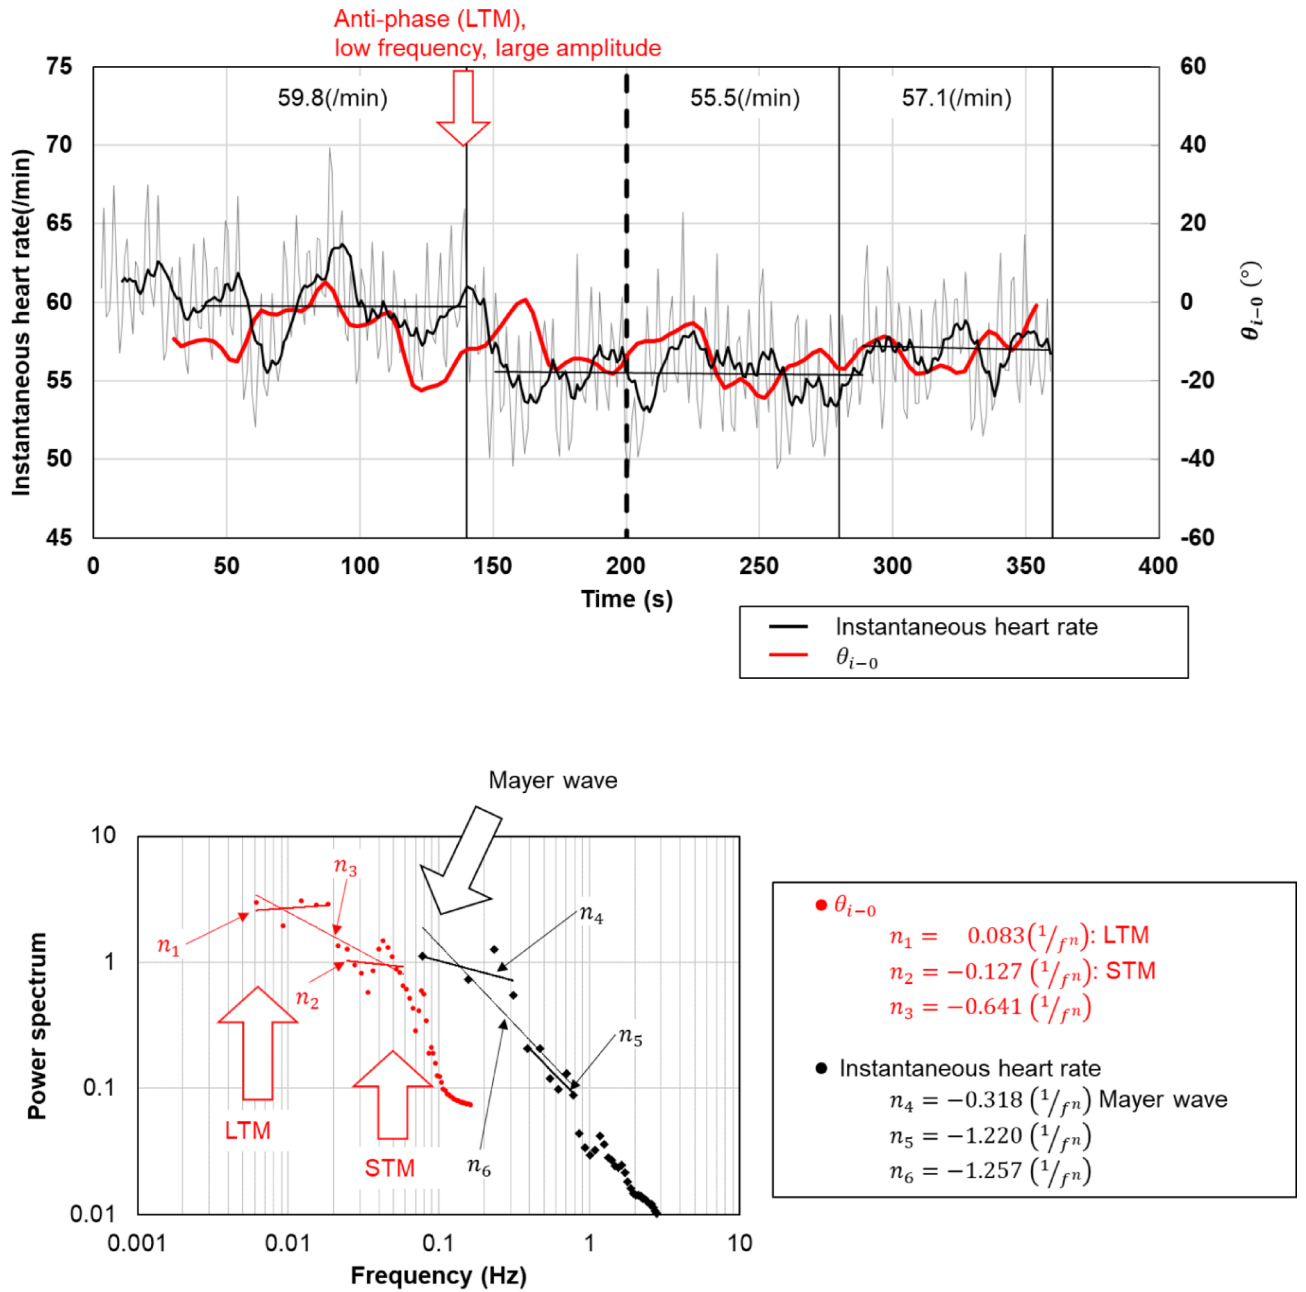 Anti-phase (LTM),
low frequency, large amplitude
75
60
59.8(/min)
55.5(/min)
57.1(/min)
70
40
65
20
60
0
55
-20
50
-40
45
-60
Instantaneous heart rate(/min)
θi−0 (°)
0
50
100
150
200
250
300
350
400
Time (s)
Instantaneous heart rate
θi−0
Mayer wave
10
1
0.1
0.01
Power spectrum
n3
n1
n2
n4
n5
n6
LTM
STM
0.001
0.01
0.1
1
10
Frequency (Hz)
θi−0
n1 = 0.083(1/fn): LTM
n2 = −0.127(1/fn): STM
n3 = −0.641 (1/fn)
Instantaneous heart rate
n4 = −0.318 (1/fn) Mayer wave
n5 = −1.220 (1/fn)
n6 = −1.257 (1/fn)